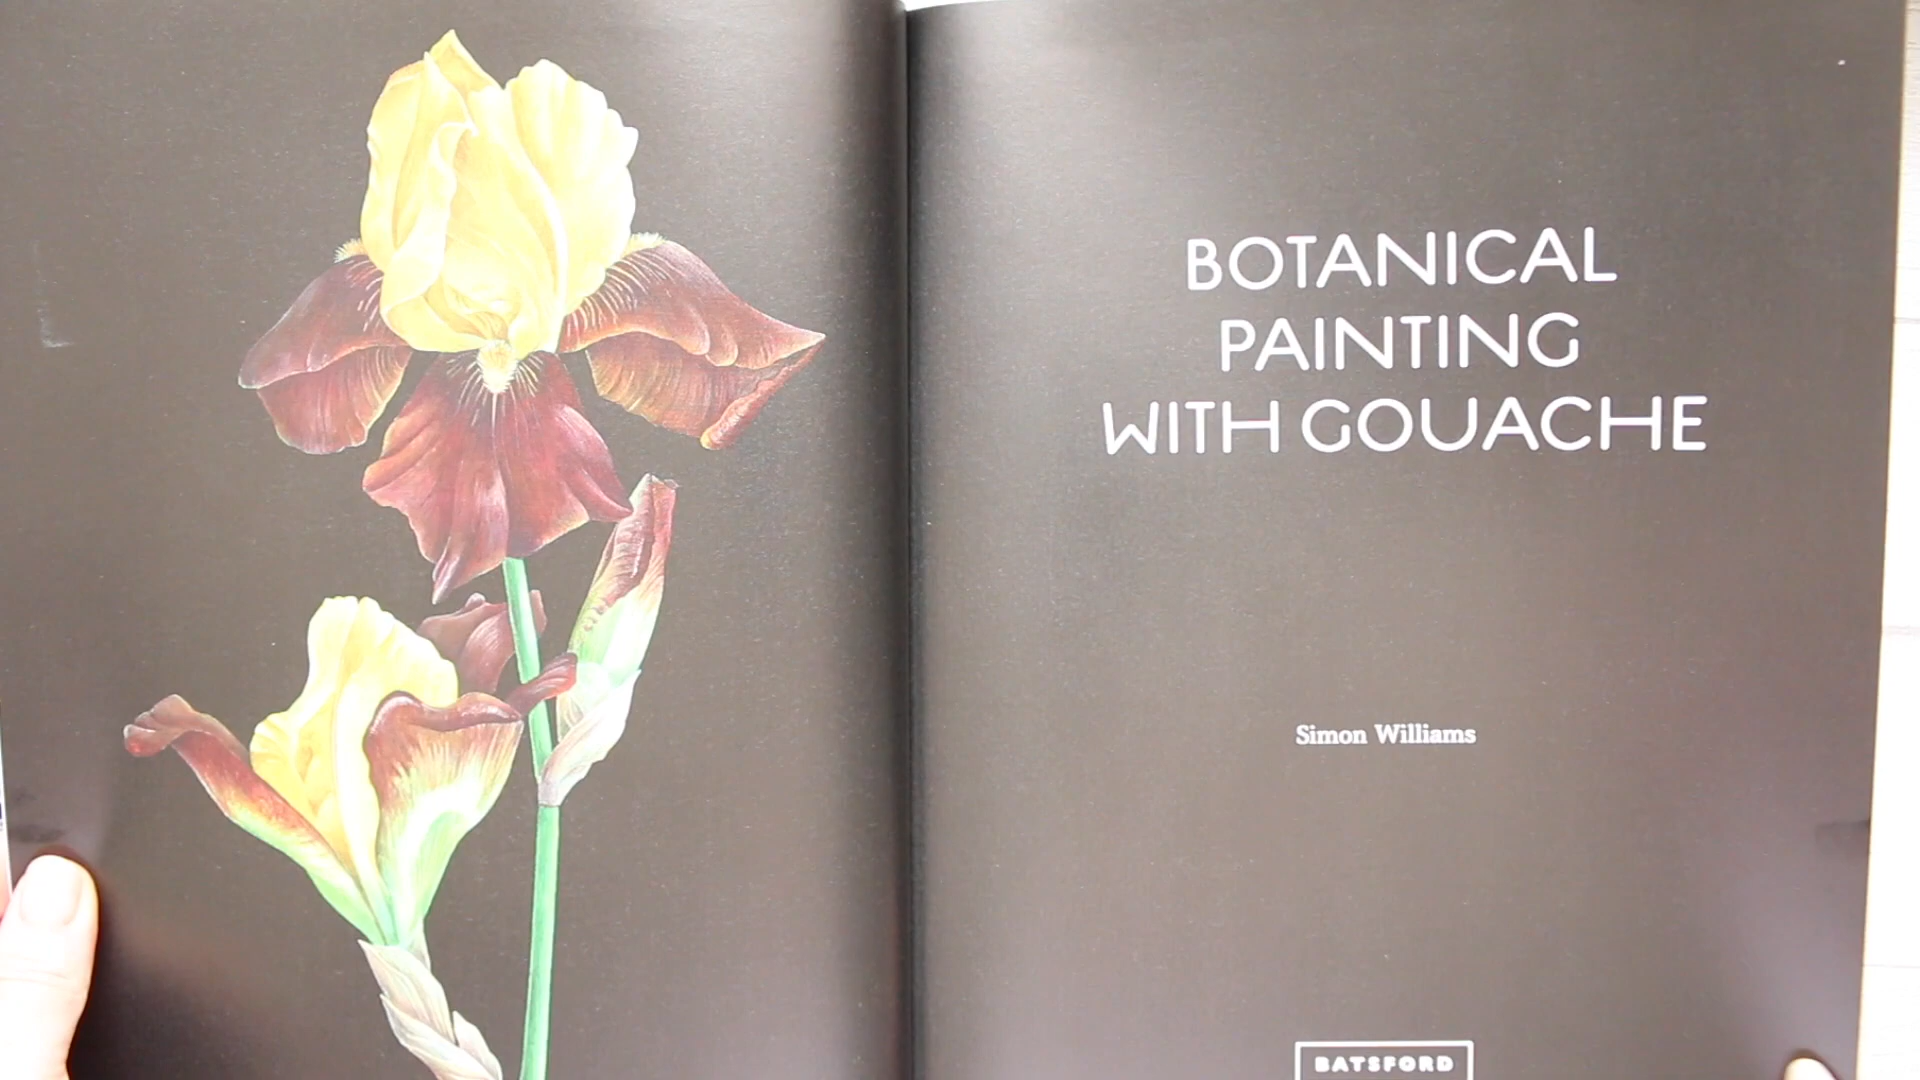 BOTANICAL
PAINTING
WITH GOUACHE
Simon Williams
BATSFORD